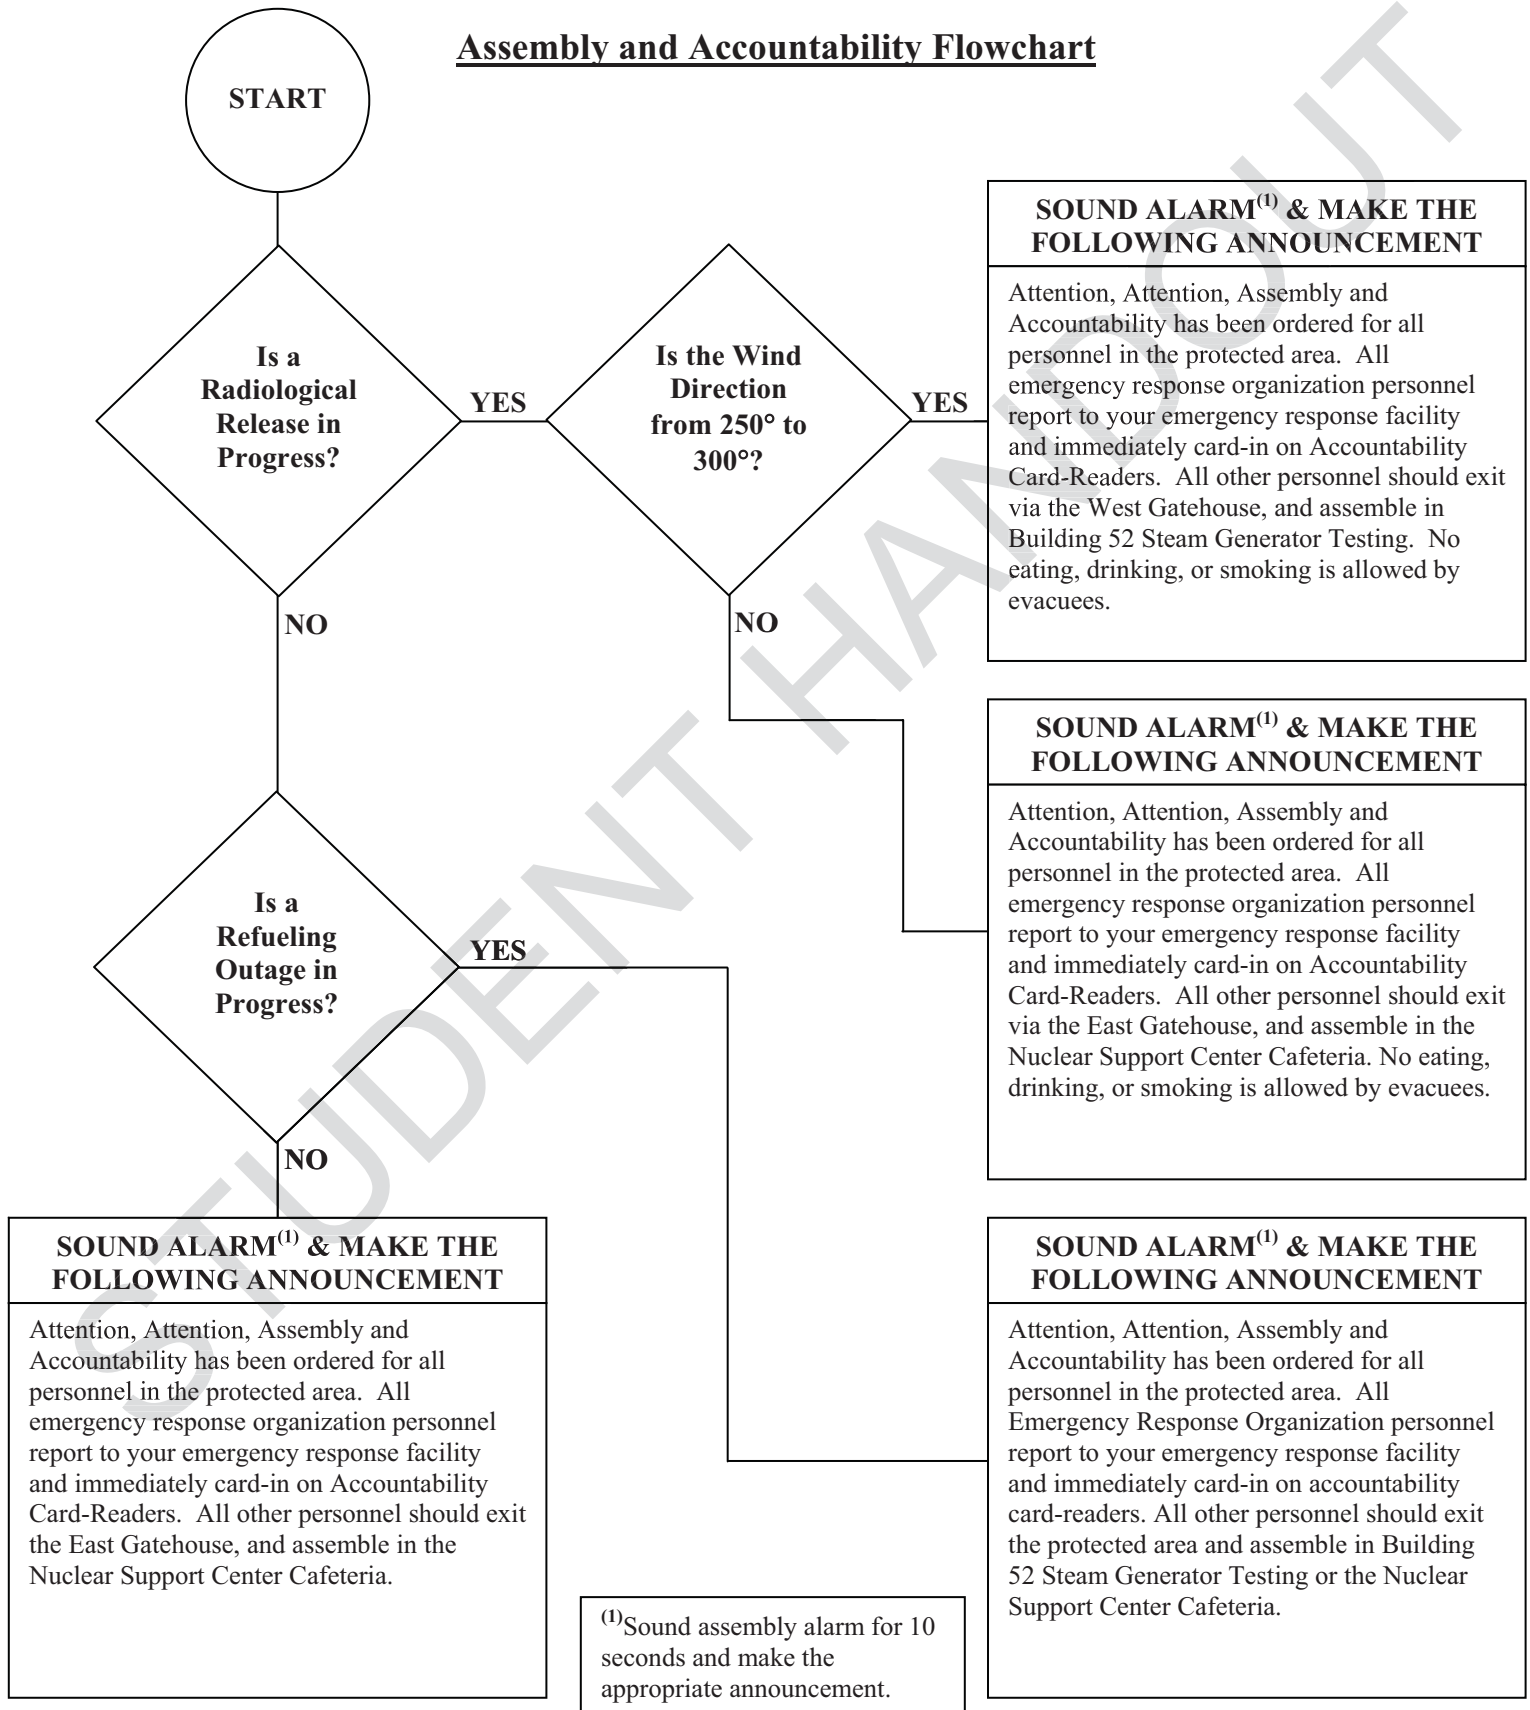 Assembly and Accountability Flowchart
START
Is a
Radiological
Release in
Progress?
YES
NO
Is the Wind
Direction
from 250° to
300°?
YES
NO
SOUND ALARM(1) & MAKE THE
FOLLOWING ANNOUNCEMENT
Attention, Attention, Assembly and
Accountability has been ordered for all
personnel in the protected area. All
emergency response organization personnel
report to your emergency response facility
and immediately card-in on Accountability
Card-Readers. All other personnel should exit
via the West Gatehouse, and assemble in
Building 52 Steam Generator Testing. No
eating, drinking, or smoking is allowed by
evacuees.
SOUND ALARM(1) & MAKE THE
FOLLOWING ANNOUNCEMENT
Attention, Attention, Assembly and
Accountability has been ordered for all
personnel in the protected area. All
emergency response organization personnel
report to your emergency response facility
and immediately card-in on Accountability
Card-Readers. All other personnel should exit
via the East Gatehouse, and assemble in the
Nuclear Support Center Cafeteria. No eating,
drinking, or smoking is allowed by evacuees.
Is a
Refueling
Outage in
Progress?
YES
NO
SOUND ALARM(1) & MAKE THE
FOLLOWING ANNOUNCEMENT
Attention, Attention, Assembly and
Accountability has been ordered for all
personnel in the protected area. All
emergency response organization personnel
report to your emergency response facility
and immediately card-in on Accountability
Card-Readers. All other personnel should exit
the East Gatehouse, and assemble in the
Nuclear Support Center Cafeteria.
SOUND ALARM(1) & MAKE THE
FOLLOWING ANNOUNCEMENT
Attention, Attention, Assembly and
Accountability has been ordered for all
personnel in the protected area. All
Emergency Response Organization personnel
report to your emergency response facility
and immediately card-in on accountability
card-readers. All other personnel should exit
the protected area and assemble in Building
52 Steam Generator Testing or the Nuclear
Support Center Cafeteria.
(1)Sound assembly alarm for 10
seconds and make the
appropriate announcement.
STUDENT HANDOUT